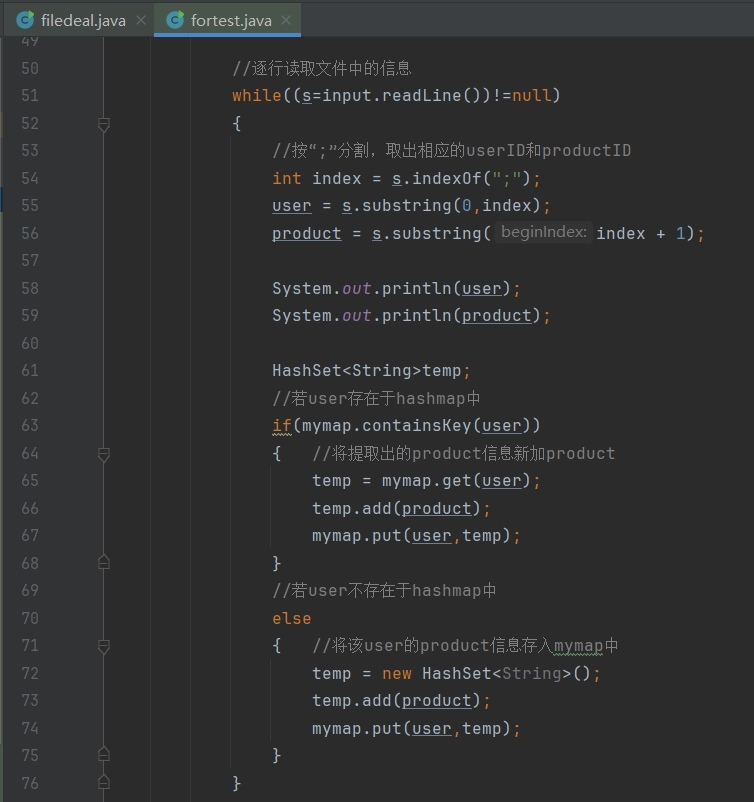 filedeal.java
fortest.java
49
50 //逐行读取文件中的信息
51 while((s=input.readLine())!=null)
52 {
53 //按“;”分割，取出相应的userID和productID
54 int index = s.indexOf(";");
55 user = s.substring(0,index);
56 product = s.substring( beginIndex: index + 1);
57
58 System.out.println(user);
59 System.out.println(product);
60
61 HashSet<String>temp;
62 //若user存在于hashmap中
63 if(mymap.containsKey(user))
64 { //将提取出的product信息新加product
65 temp = mymap.get(user);
66 temp.add(product);
67 mymap.put(user,temp);
68 }
69 //若user不存在于hashmap中
70 else
71 { //将该user的product信息存入mymap中
72 temp = new HashSet<String>();
73 temp.add(product);
74 mymap.put(user,temp);
75 }
76 }